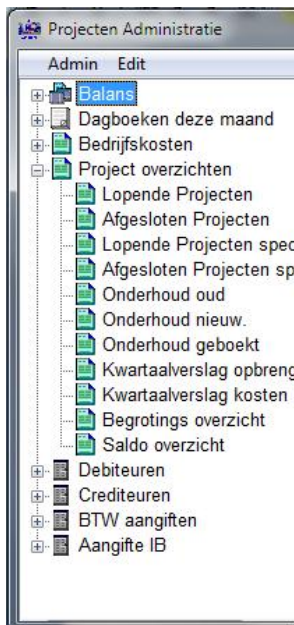 Projecten Administratie
Admin Edit
Balans
Dagboeken deze maand
Bedrijfskosten
Project overzichten
Lopende Projecten
Afgesloten Projecten
Lopende Projecten spec
Afgesloten Projecten sp
Onderhoud oud
Onderhoud nieuw.
Onderhoud geboekt
Kwartaalverslag opbreng
Kwartaalverslag kosten
Begrotings overzicht
Saldo overzicht
Debiteuren
Crediteuren
BTW aangiften
Aangifte IB